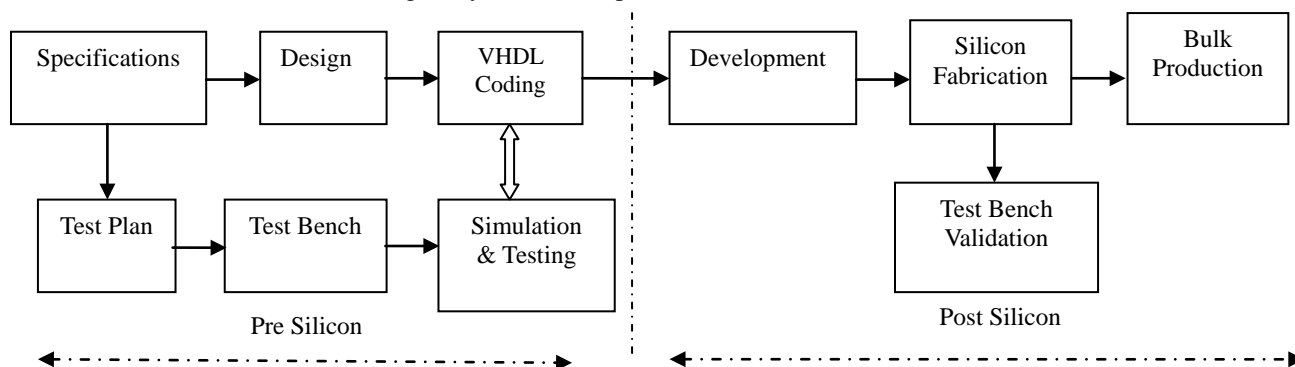 Specifications
Design
VHDL
Coding
Development
Silicon
Fabrication
Bulk
Production
Test Plan
Test Bench
Simulation
& Testing
Test Bench
Validation
Pre Silicon
Post Silicon